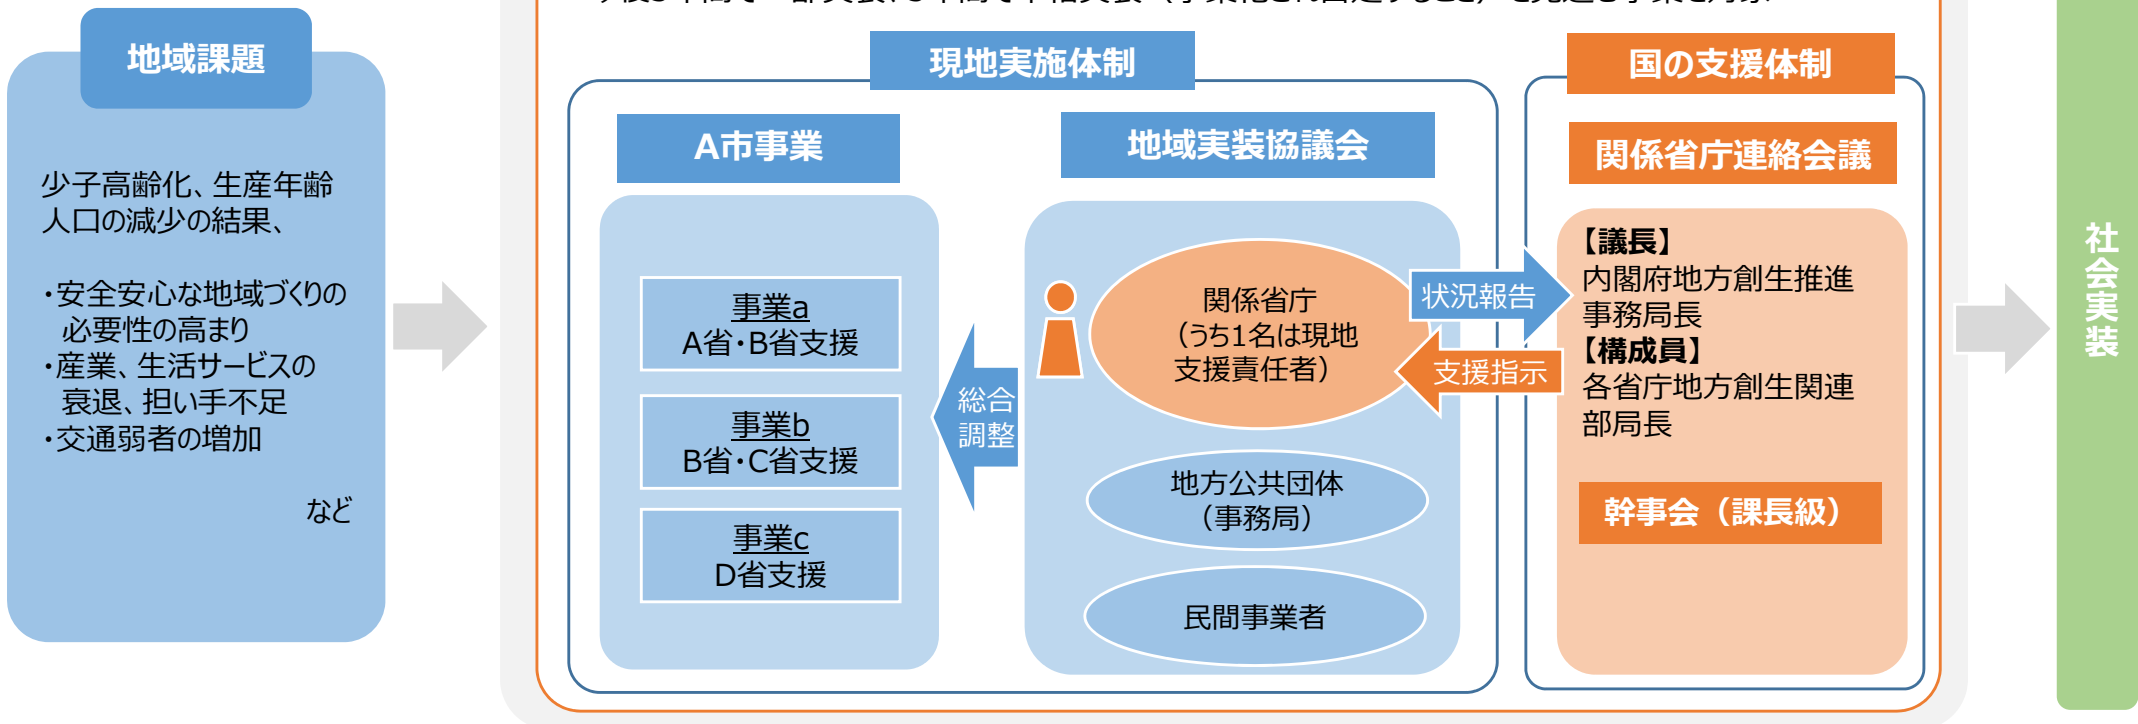 地域課題
少子高齢化、生産年齢
人口の減少の結果、
・安全安心な地域づくりの
必要性の高まり
・産業、生活サービスの
衰退、担い手不足
・交通弱者の増加
など
現地実施体制
A市事業
事業a
A省・B省支援
事業b
B省・C省支援
事業c
D省支援
総合
調整
地域実装協議会
関係省庁
（うち1名は現地
支援責任者）
地方公共団体
（事務局）
民間事業者
状況報告
支援指示
国の支援体制
関係省庁連絡会議
【議長】
内閣府地方創生推進
事務局長
【構成員】
各省庁地方創生関連
部局長
幹事会（課長級）
社会実装